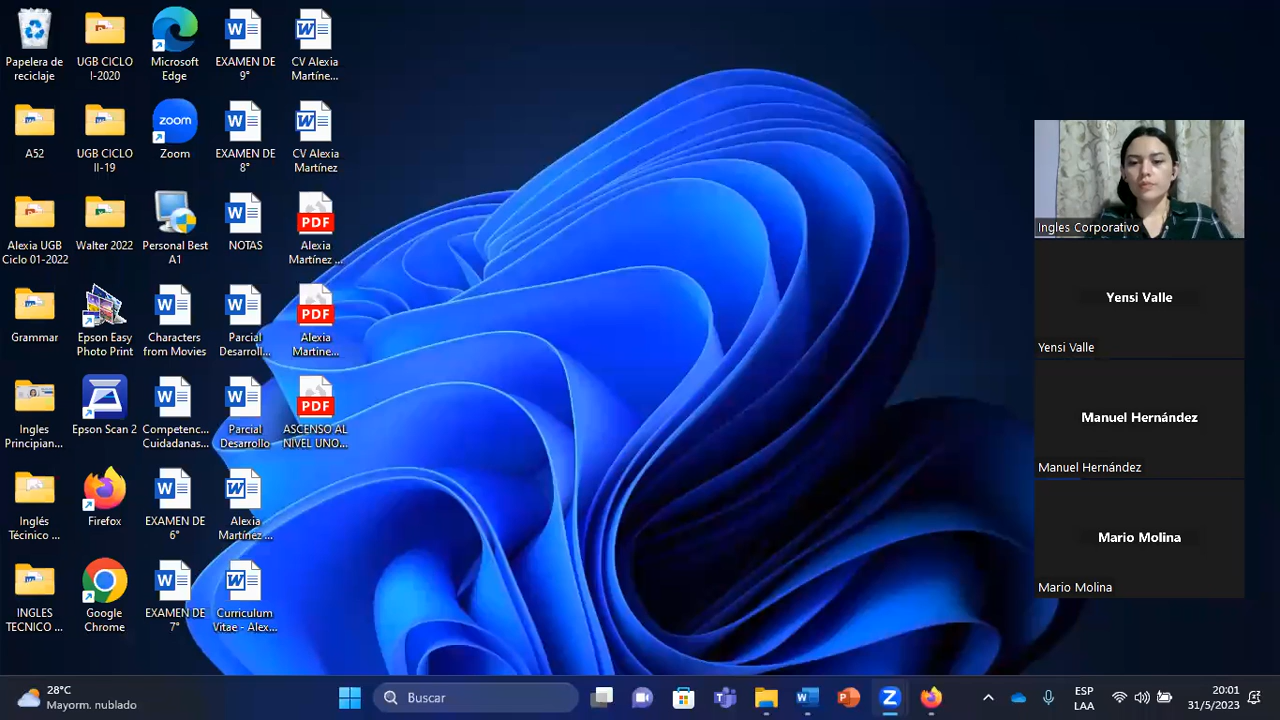 Papelera de
reciclaje
UGB CICLO
I-2020
Microsoft
Edge
EXAMEN DE
9°
CV Alexia
Martíne...
A52
UGB CICLO
II-19
zoom
Zoom
EXAMEN DE
8°
CV Alexia
Martínez
Alexia UGB
Ciclo 01-2022
Walter 2022
Personal Best
A1
NOTAS
PDF
Alexia
Martínez ...
Grammar
Epson Easy
Photo Print
Characters
from Movies
Parcial
Desarroll...
PDF
Alexia
Martine...
Ingles
Principian...
Epson Scan 2
Competenc...
Cuidadanas...
Parcial
Desarrollo
PDF
ASCENSO AL
NIVEL UNO...
Inglés
Técnico ...
Firefox
EXAMEN DE
6°
Alexia
Martínez ...
INGLES
TECNICO ...
Google
Chrome
EXAMEN DE
7°
Curriculum
Vitae - Alex...
Ingles Corporativo
Yensi Valle
Yensi Valle
Manuel Hernández
Manuel Hernández
Mario Molina
Mario Molina
28°C
Mayorm. nublado
Buscar
ESP
LAA
20:01
31/5/2023